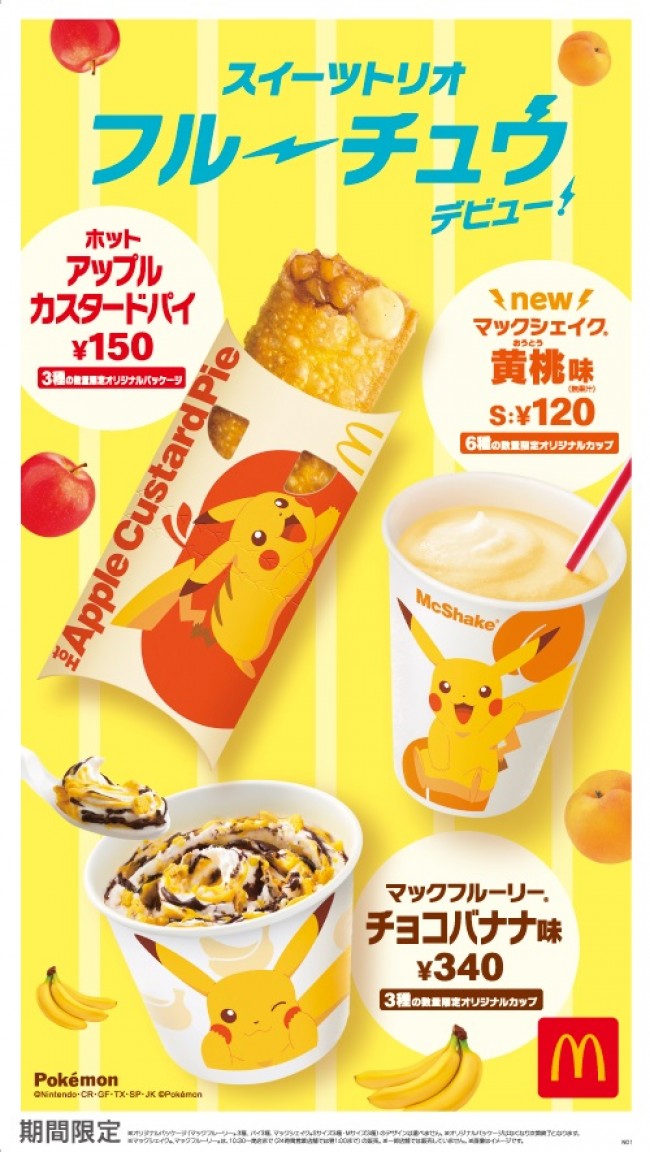 スイーツトリオ
フルーチュウ
デビュー!
ホット
アップル
カスタードパイ
¥150
3種の数量限定オリジナルパッケージ
new
マックシェイク®
おうとう
黄桃味
(無果汁)
S:¥120
6種の数量限定オリジナルカップ
HOT Apple Custard Pie
McShake®
マックフルーリー®
チョコバナナ味
¥340
3種の数量限定オリジナルカップ
Pokémon
©Nintendo・CR・GF・TX・SP・JK ©Pokémon
期間限定